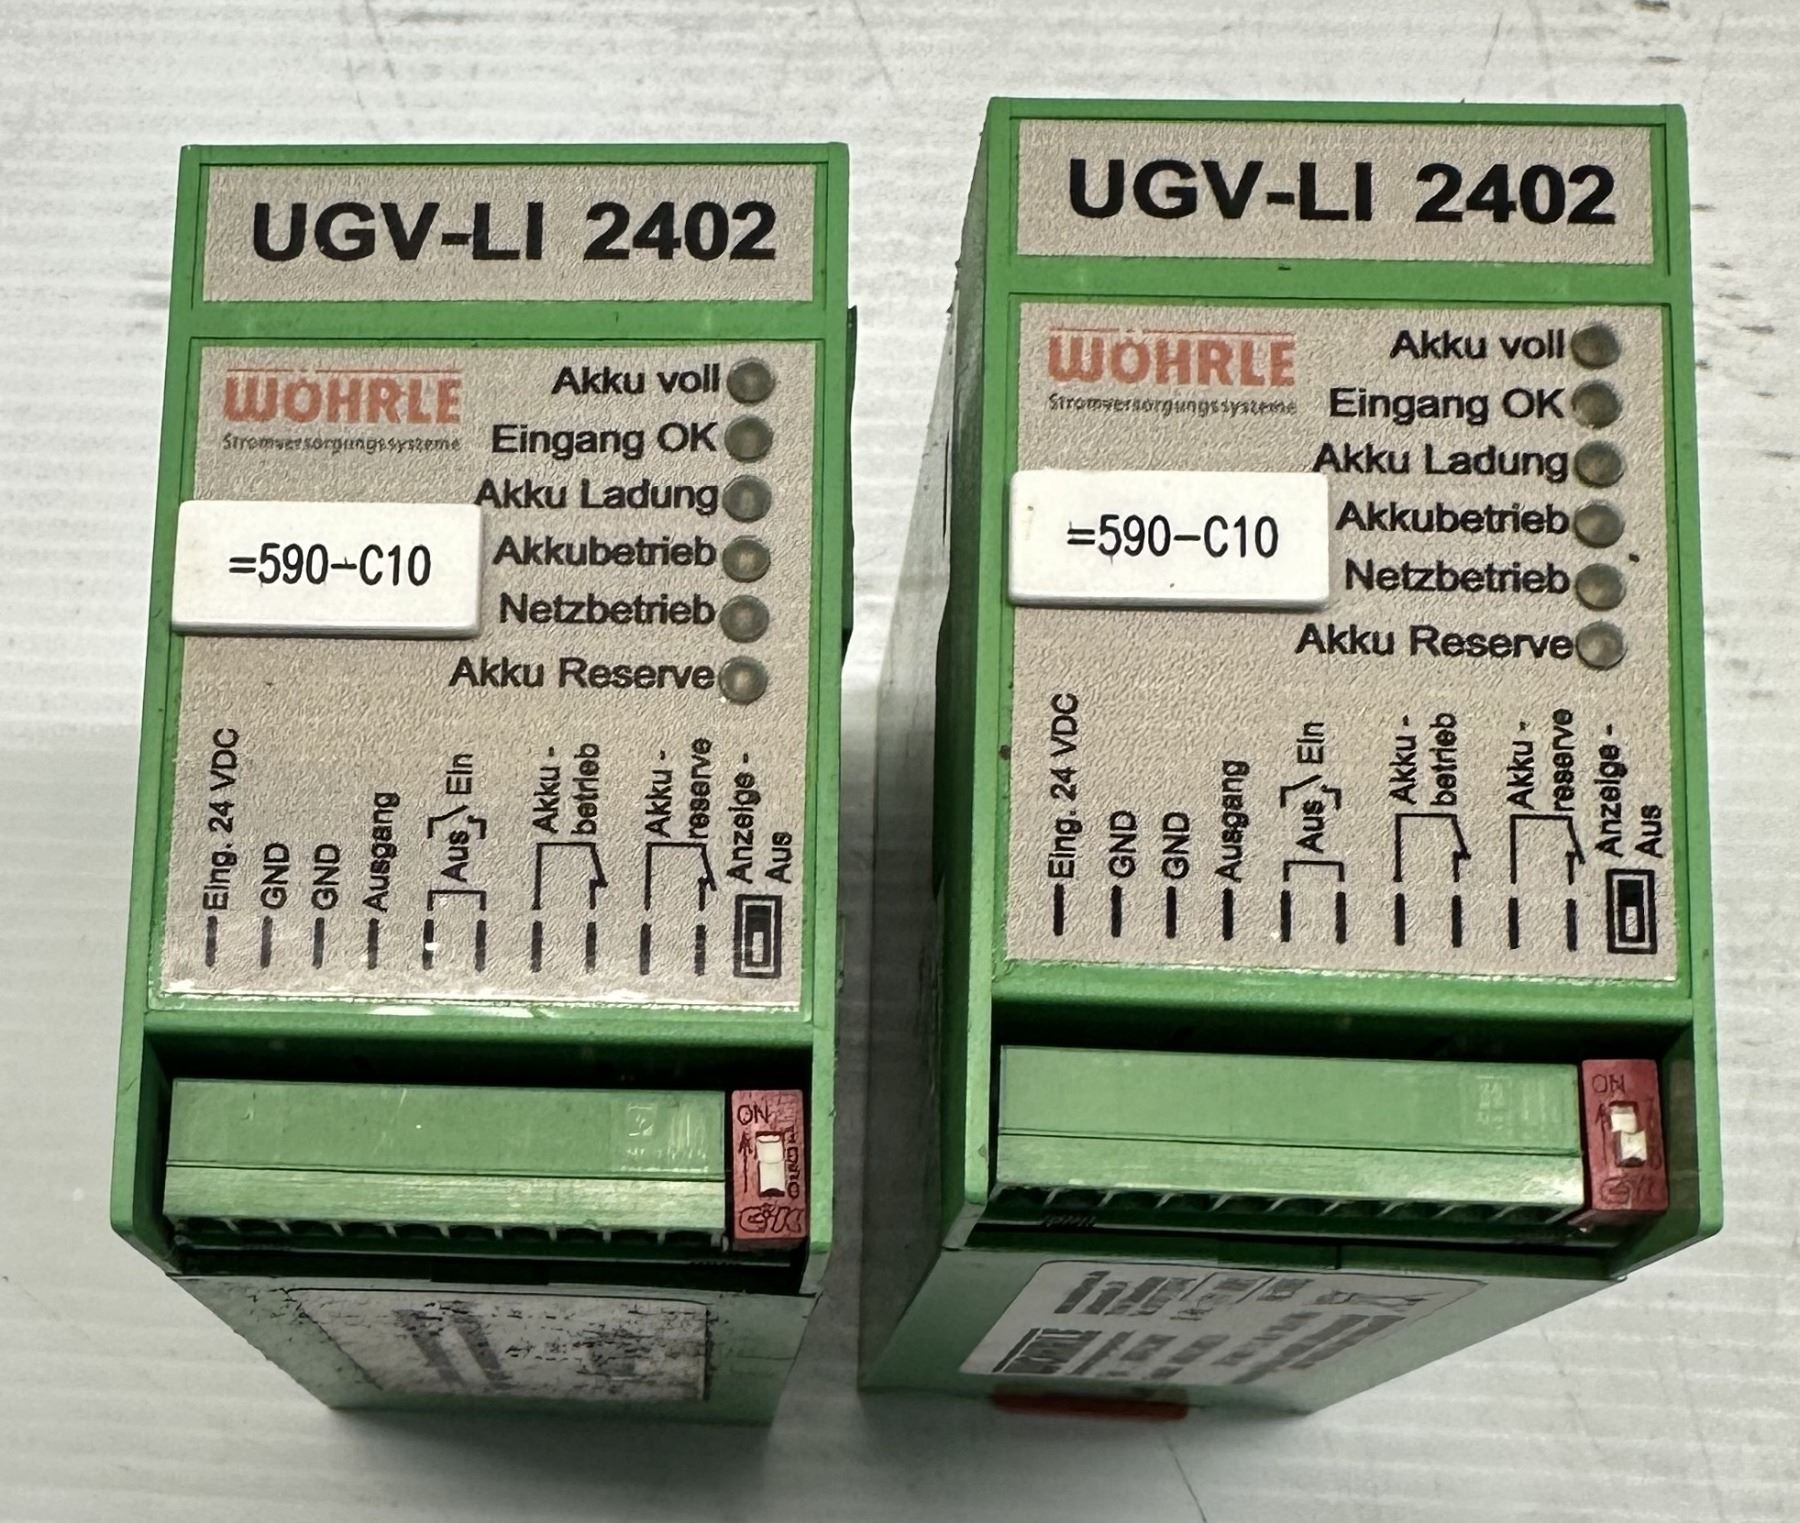 UGV-LI 2402
WÖHRLE
Stromversorgungssysteme
Akku voll
Eingang OK
Akku Ladung
Akkubetrieb
Netzbetrieb
Akku Reserve
=590-C10
Eing. 24 VDC
GND
GND
Ausgang
Aus
Ein
Akku -
betrieb
Akku -
reserve
Anzeige -
Aus
ON
UGV-LI 2402
WÖHRLE
Stromversorgungssysteme
Akku voll
Eingang OK
Akku Ladung
Akkubetrieb
Netzbetrieb
Akku Reserve
=590-C10
Eing. 24 VDC
GND
GND
Ausgang
Aus
Ein
Akku -
betrieb
Akku -
reserve
Anzeige -
Aus
ON